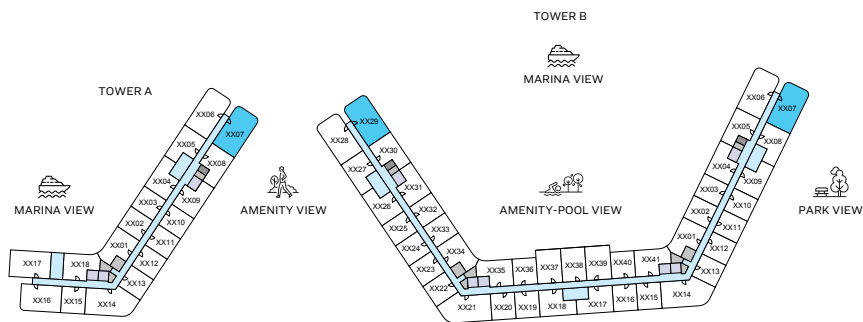 TOWER B
MARINA VIEW
TOWER A
MARINA VIEW
AMENITY VIEW
AMENITY-POOL VIEW
PARK VIEW
XX06
XX07
XX05
XX08
XX04
XX09
XX03
XX10
XX02
XX11
XX01
XX12
XX17
XX18
XX13
XX16
XX15
XX14
XX29
XX28
XX30
XX27
XX31
XX26
XX32
XX25
XX33
XX24
XX34
XX23
XX22
XX21
XX35
XX36
XX37
XX38
XX39
XX40
XX41
XX20
XX19
XX18
XX17
XX16
XX15
XX14
XX06
XX07
XX05
XX08
XX04
XX09
XX03
XX10
XX02
XX11
XX01
XX12
XX13